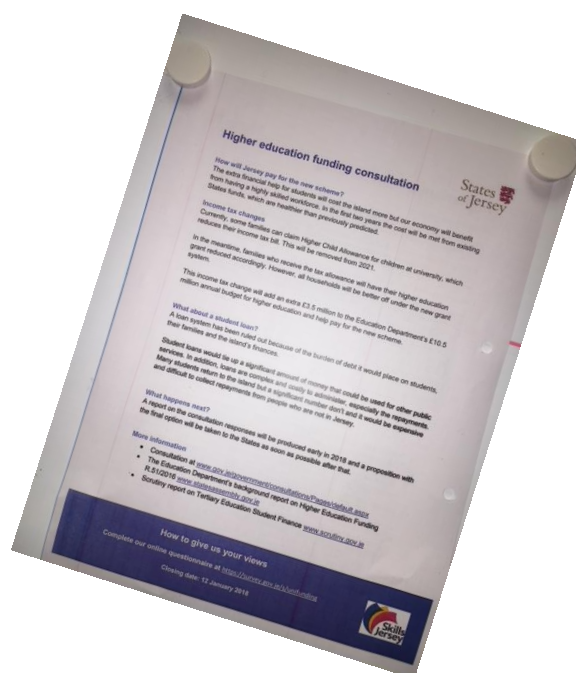 Higher education funding consultation
States
of Jersey
How will Jersey pay for the new scheme?
The extra financial help for students will cost the island more but our economy will benefit
from having a highly skilled workforce. In the first two years the cost will be met from existing
States funds, which are healthier than previously predicted.
Income tax changes
Currently, some families can claim Higher Child Allowance for children at university, which
reduces their income tax bill. This will be removed from 2021.
In the meantime, families who receive the tax allowance will have their higher education
grant reduced accordingly. However, all households will be better off under the new grant
system.
This income tax change will add an extra £3.5 million to the Education Department's £10.5
million annual budget for higher education and help pay for the new scheme.
What about a student loan?
A loan system has been ruled out because of the burden of debt it would place on students,
their families and the island's finances.
Student loans would tie up a significant amount of money that could be used for other public
services. In addition, loans are complex and costly to administer, especially the repayments.
Many students return to the island but a significant number don't and it would be expensive
and difficult to collect repayments from people who are not in Jersey.
What happens next?
A report on the consultation responses will be produced early in 2018 and a proposition with
the final option will be taken to the States as soon as possible after that.
More information
• Consultation at www.gov.je/government/consultations/Pages/default.aspx
• The Education Department's background report on Higher Education Funding
R.51/2016 www.statesassembly.gov.je
• Scrutiny report on Tertiary Education Student Finance www.scrutiny.gov.je
How to give us your views
Complete our online questionnaire at
Closing date: 12 January 2018
Skills
Jersey